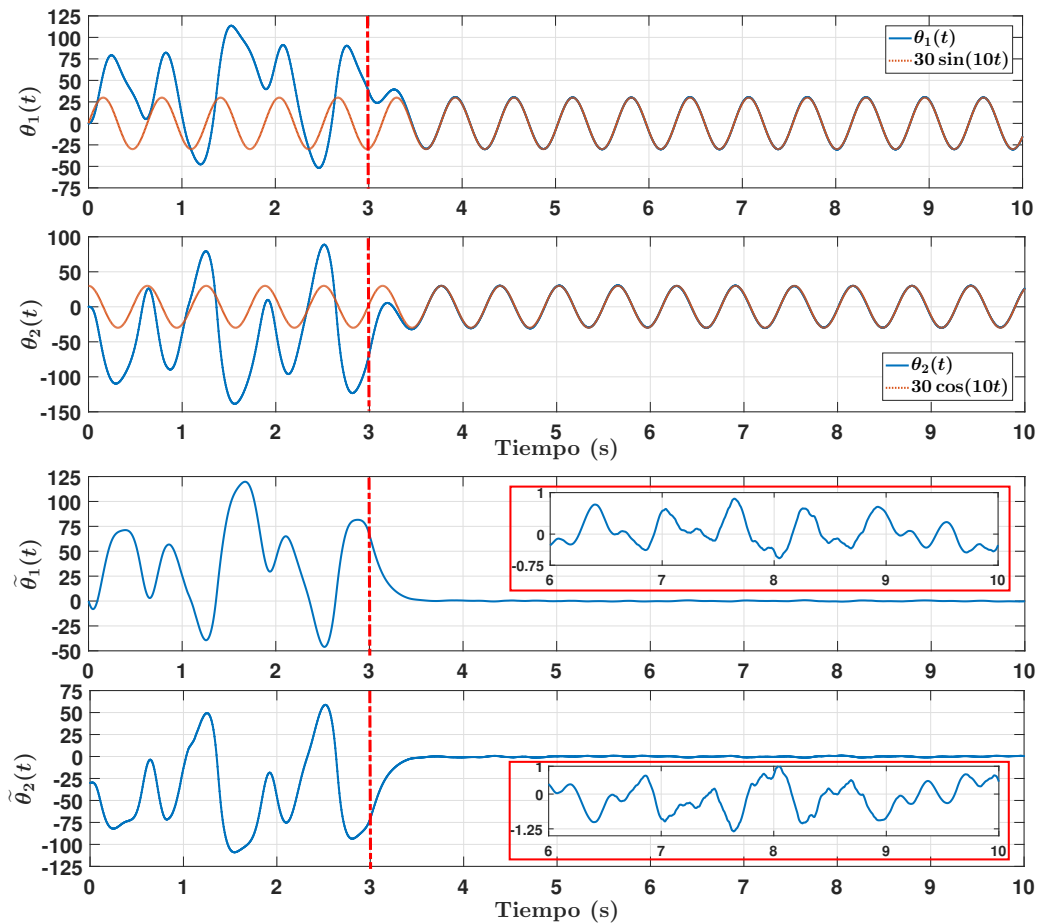 125
100
75
50
25
0
-25
-50
-75
θ₁(t)
θ₁(t)
30 sin(10t)
0 1 2 3 4 5 6 7 8 9 10
100
50
0
-50
-100
-150
θ₂(t)
θ₂(t)
30 cos(10t)
0 1 2 3 4 5 6 7 8 9 10
Tiempo (s)
125
100
75
50
25
0
-25
-50
θ̃₁(t)
1
0
-0.75
6 7 8 9 10
0 1 2 3 4 5 6 7 8 9 10
75
50
25
0
-25
-50
-75
-100
-125
θ̃₂(t)
1
0
-1.25
6 7 8 9 10
0 1 2 3 4 5 6 7 8 9 10
Tiempo (s)